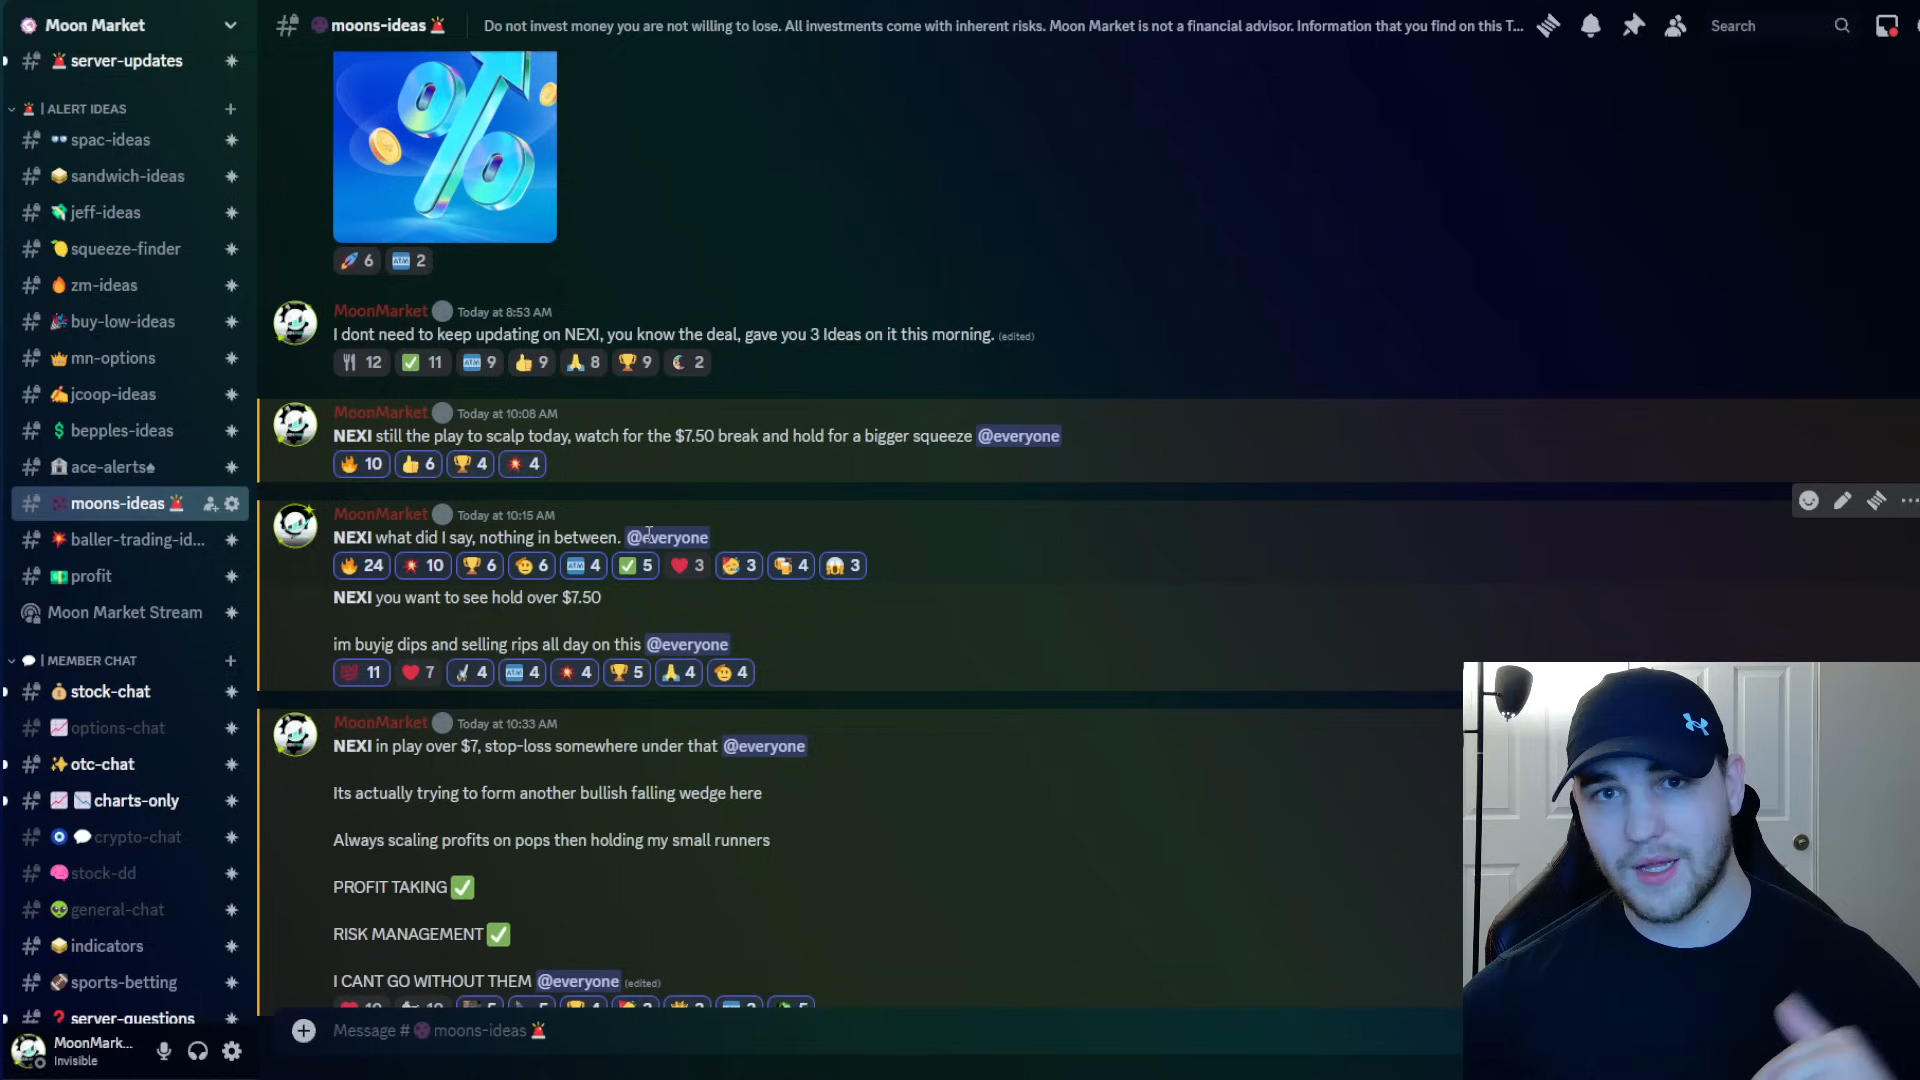 Moon Market
server-updates
ALERT IDEAS
spac-ideas
sandwich-ideas
jeff-ideas
squeeze-finder
zm-ideas
buy-low-ideas
mn-options
jcoop-ideas
bepples-ideas
ace-alerts
moons-ideas
baller-trading-id...
profit
Moon Market Stream
MEMBER CHAT
stock-chat
options-chat
otc-chat
charts-only
crypto-chat
stock-dd
general-chat
indicators
sports-betting
server-questions
MoonMark...
Invisible
moons-ideas
Do not invest money you are not willing to lose. All investments come with inherent risks. Moon Market is not a financial advisor. Information that you find on this T...
Search
6 ATM 2
MoonMarket Today at 8:53 AM
I dont need to keep updating on NEXI, you know the deal, gave you 3 Ideas on it this morning. (edited)
12 11 ATM 9 9 8 9 2
MoonMarket Today at 10:08 AM
NEXI still the play to scalp today, watch for the $7.50 break and hold for a bigger squeeze @everyone
10 6 4 4
MoonMarket Today at 10:15 AM
NEXI what did I say, nothing in between. @everyone
24 10 6 6 ATM 4 5 3 3 4 3
NEXI you want to see hold over $7.50
im buyig dips and selling rips all day on this @everyone
11 7 4 ATM 4 4 5 4 4
MoonMarket Today at 10:33 AM
NEXI in play over $7, stop-loss somewhere under that @everyone
Its actually trying to form another bullish falling wedge here
Always scaling profits on pops then holding my small runners
PROFIT TAKING
RISK MANAGEMENT
I CANT GO WITHOUT THEM @everyone (edited)
Message # moons-ideas